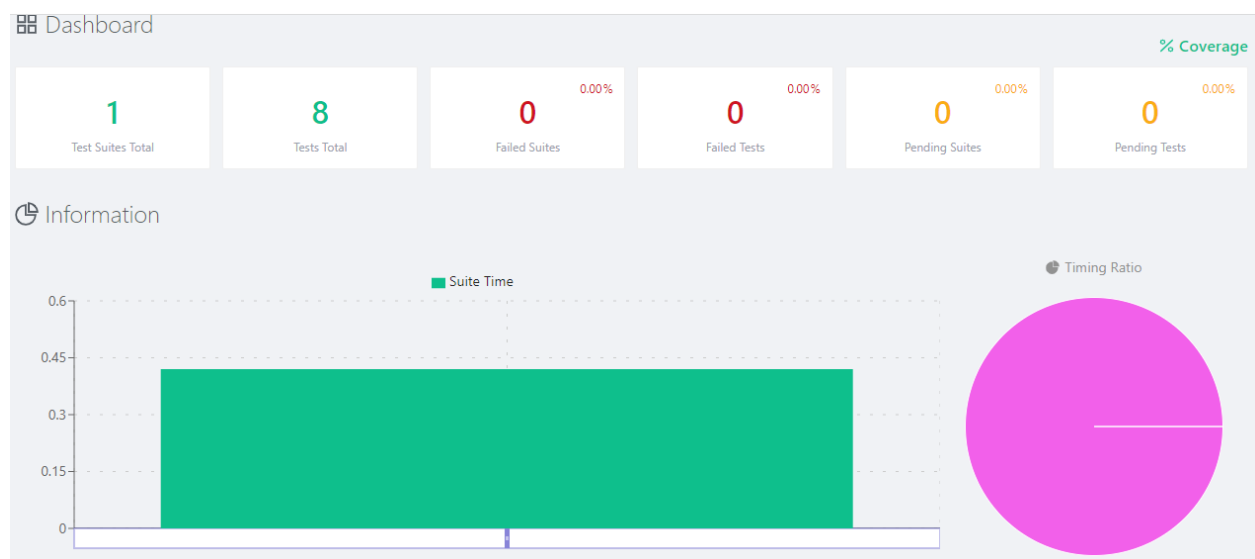 Dashboard
% Coverage
1
Test Suites Total
8
Tests Total
0.00%
0
Failed Suites
0.00%
0
Failed Tests
0.00%
0
Pending Suites
0.00%
0
Pending Tests
Information
Suite Time
0.6
0.45
0.3
0.15
0
Timing Ratio